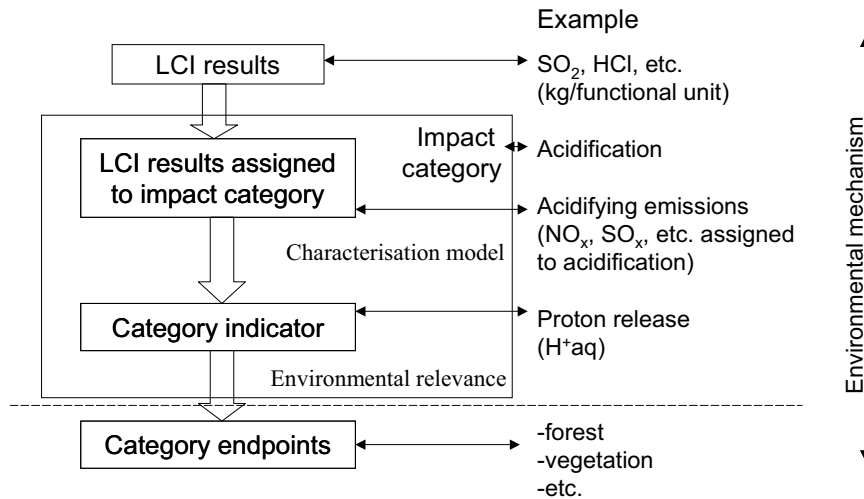 Example
LCI results
SO₂, HCl, etc.
(kg/functional unit)
Impact
category
Acidification
LCI results assigned
to impact category
Acidifying emissions
(NOₓ, SOₓ, etc. assigned
to acidification)
Characterisation model
Category indicator
Proton release
(H⁺aq)
Environmental relevance
Category endpoints
-forest
-vegetation
-etc.
Environmental mechanism